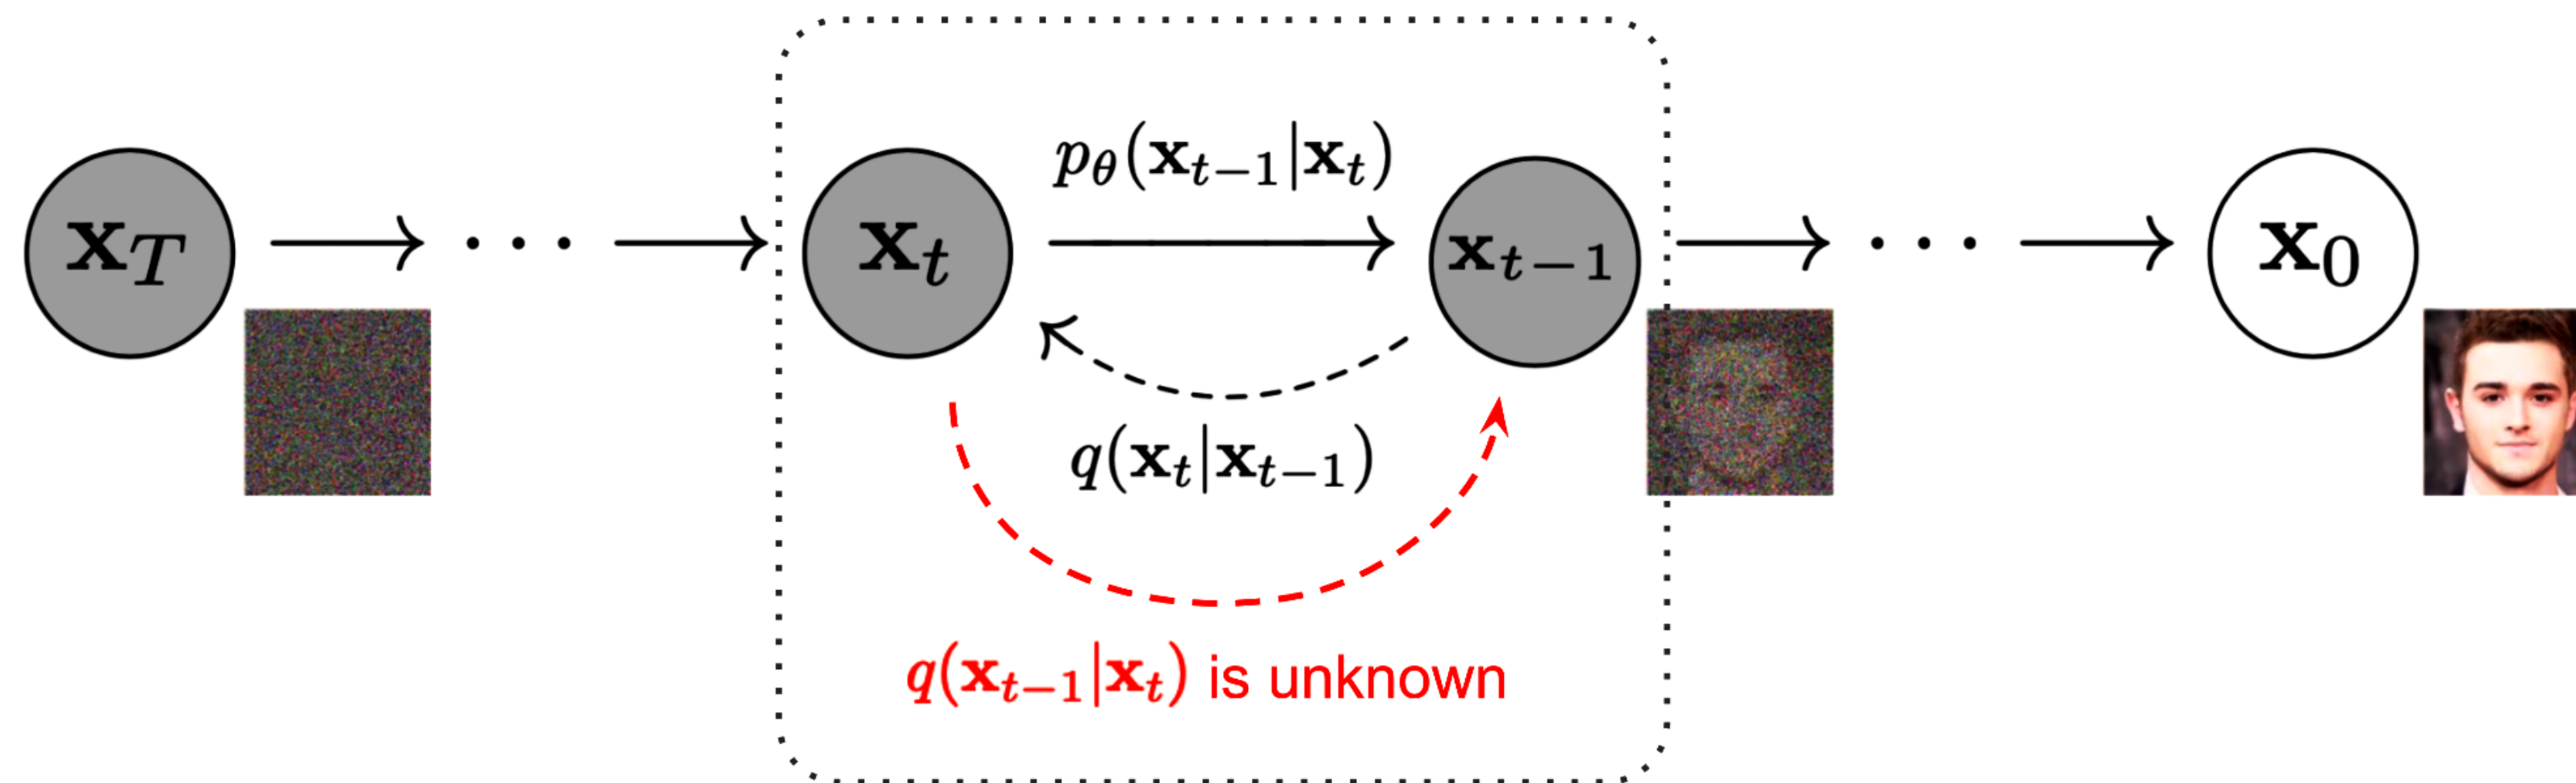 p_θ(x_{t−1}|x_t)
x_T → ··· → x_t → x_{t−1} → ··· → x_0
q(x_t|x_{t−1})
q(x_{t−1}|x_t) is unknown